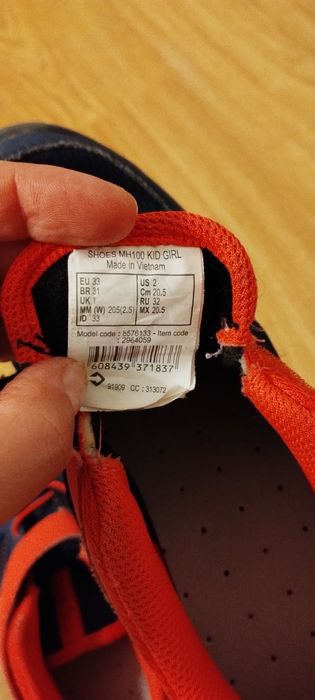 SHOES MH100 KID GIRL
Made in Vietnam
EU 33 US 2
BR 31 Cm 20.5
UK 1 RU 32
MM (W) 205(2.5) MX 20.5
ID 33
Model code : 8576133 - Item code
: 2964059
608439 371837
91909 CC : 313072